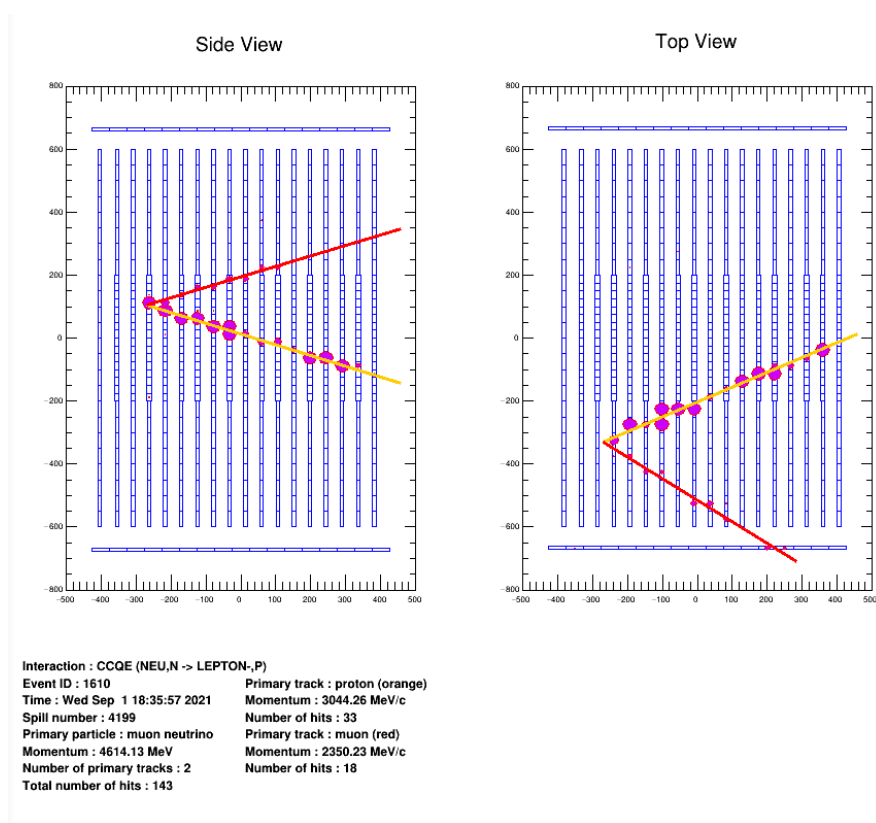 Side View
Top View
800
600
400
200
0
−200
−400
−600
−800
−500 −400 −300 −200 −100 0 100 200 300 400 500
800
600
400
200
0
−200
−400
−600
−800
−500 −400 −300 −200 −100 0 100 200 300 400 500
Interaction : CCQE (NEU,N -> LEPTON-,P)
Event ID : 1610
Time : Wed Sep 1 18:35:57 2021
Spill number : 4199
Primary particle : muon neutrino
Momentum : 4614.13 MeV
Number of primary tracks : 2
Total number of hits : 143
Primary track : proton (orange)
Momentum : 3044.26 MeV/c
Number of hits : 33
Primary track : muon (red)
Momentum : 2350.23 MeV/c
Number of hits : 18